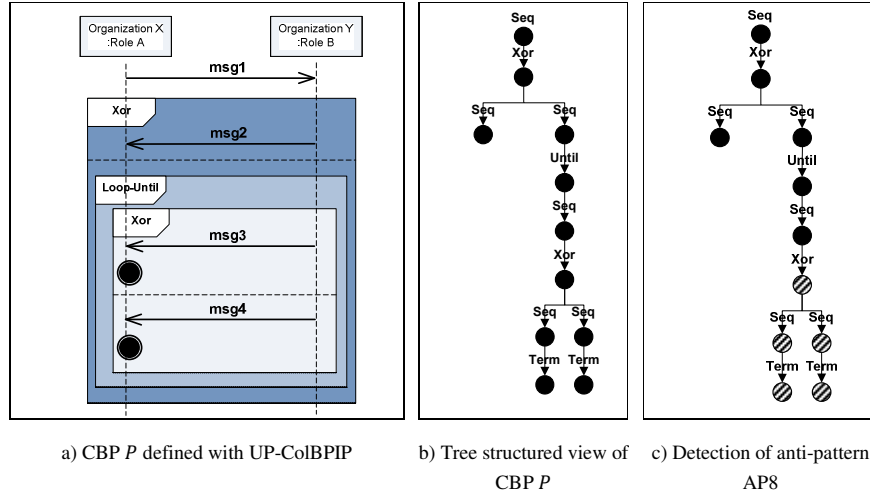 Organization X
:Role A
Organization Y
:Role B
msg1
Xor
msg2
Loop-Until
Xor
msg3
msg4
Seq
Xor
Seq
Seq
Until
Seq
Xor
Seq
Seq
Term
Term
Seq
Xor
Seq
Seq
Until
Seq
Xor
Seq
Seq
Term
Term
a) CBP P defined with UP-ColBPIP
b) Tree structured view of
CBP P
c) Detection of anti-pattern
AP8